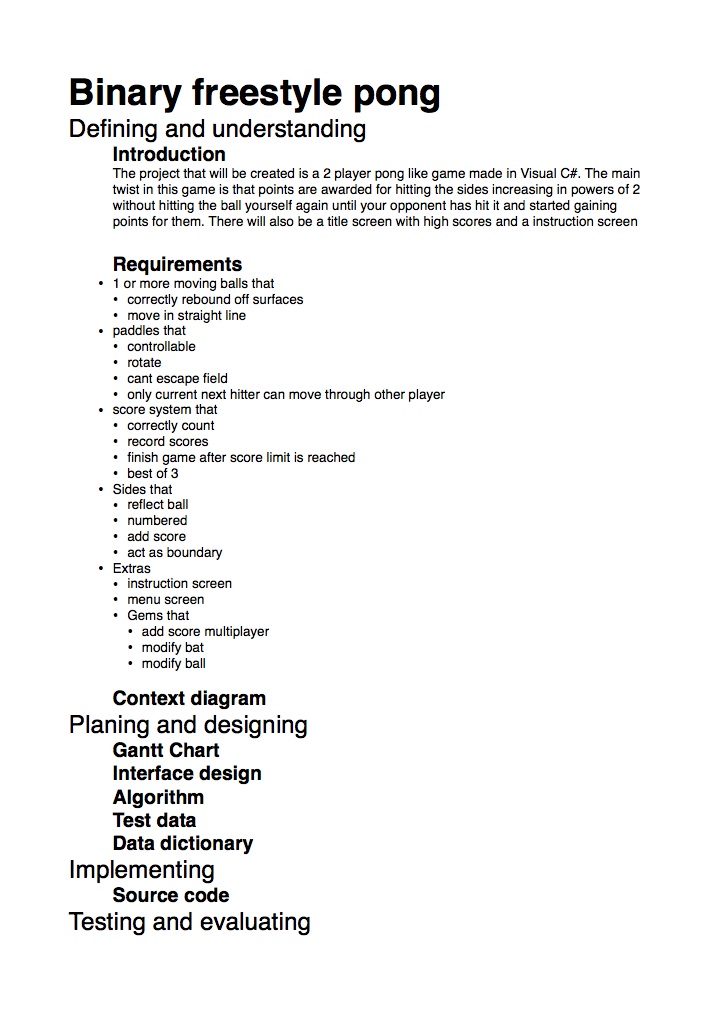 Binary freestyle pong
Defining and understanding
Introduction
The project that will be created is a 2 player pong like game made in Visual C#. The main
twist in this game is that points are awarded for hitting the sides increasing in powers of 2
without hitting the ball yourself again until your opponent has hit it and started gaining
points for them. There will also be a title screen with high scores and a instruction screen
Requirements
• 1 or more moving balls that
• correctly rebound off surfaces
• move in straight line
• paddles that
• controllable
• rotate
• cant escape field
• only current next hitter can move through other player
• score system that
• correctly count
• record scores
• finish game after score limit is reached
• best of 3
• Sides that
• reflect ball
• numbered
• add score
• act as boundary
• Extras
• instruction screen
• menu screen
• Gems that
• add score multiplayer
• modify bat
• modify ball
Context diagram
Planing and designing
Gantt Chart
Interface design
Algorithm
Test data
Data dictionary
Implementing
Source code
Testing and evaluating